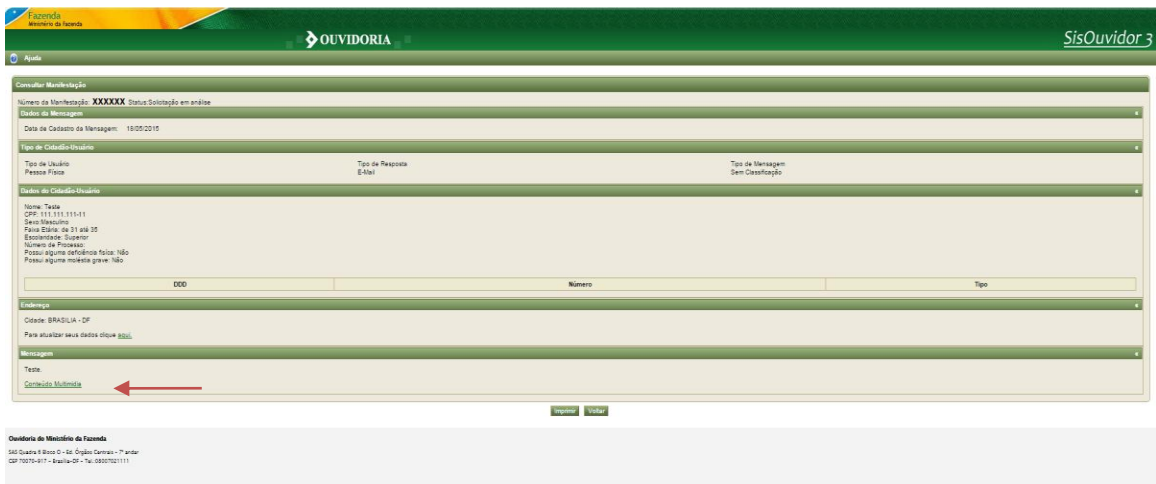 Fazenda
Ministério da Fazenda
OUVIDORIA
SisOuvidor 3
Ajuda
Consultar Manifestação
Número da Manifestação: XXXXXX Status:Solicitação em análise
Dados da Mensagem
Data de Cadastro da Mensagem: 18/05/2015
Tipo de Cidadão-Usuário
Tipo de Usuário Tipo de Resposta Tipo de Mensagem
Pessoa Física E-Mail Sem Classificação
Dados do Cidadão-Usuário
Nome: Teste
CPF: 111.111.111-11
Sexo:Masculino
Faixa Etária: de 31 até 35
Escolaridade: Superior
Número de Processo:
Possui alguma deficiência física: Não
Possui alguma moléstia grave: Não
DDD Número Tipo
Endereço
Cidade: BRASILIA - DF
Para atualizar seus dados clique aqui.
Mensagem
Teste.
Conteúdo Multimídia
Imprimir Voltar
Ouvidoria do Ministério da Fazenda
SAS Quadra 6 Bloco O - Ed. Órgãos Centrais - 7º andar
CEP 70070-917 - Brasília-DF - Tel.:08007021111